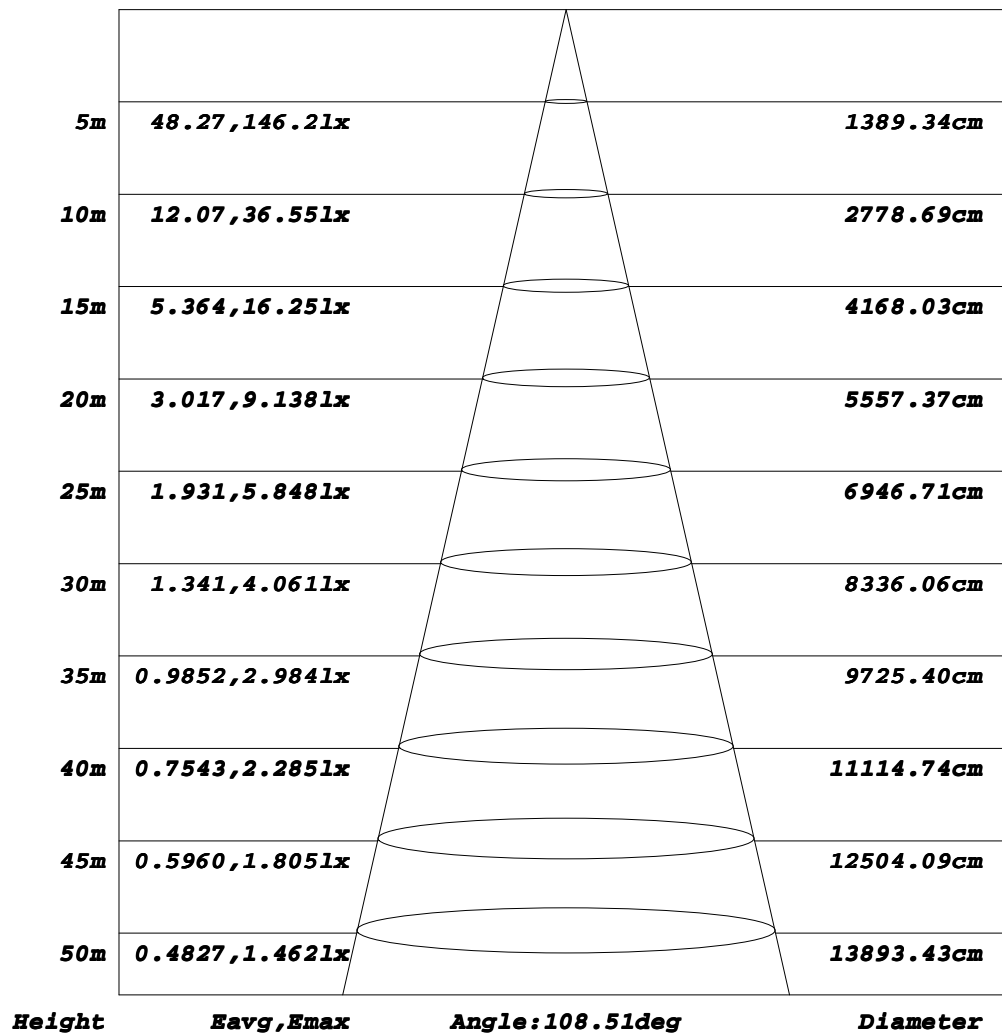 5m 48.27,146.2lx 1389.34cm
10m 12.07,36.55lx 2778.69cm
15m 5.364,16.25lx 4168.03cm
20m 3.017,9.138lx 5557.37cm
25m 1.931,5.848lx 6946.71cm
30m 1.341,4.061lx 8336.06cm
35m 0.9852,2.984lx 9725.40cm
40m 0.7543,2.285lx 11114.74cm
45m 0.5960,1.805lx 12504.09cm
50m 0.4827,1.462lx 13893.43cm
Height Eavg,Emax Angle:108.51deg Diameter